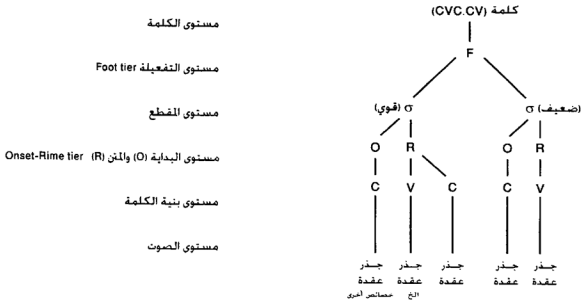 كلمة (CVC.CV)
مستوى الكلمة
F
مستوى التفعيلة Foot tier
σ (قوي) σ (ضعيف)
مستوى المقطع
O R O R
مستوى البداية (O) والمتن (R) Onset-Rime tier
C V C C V
مستوى بنية الكلمة
مستوى الصوت
جذر جذر جذر جذر جذر
عقدة عقدة عقدة عقدة عقدة
الخ خصائص أخرى